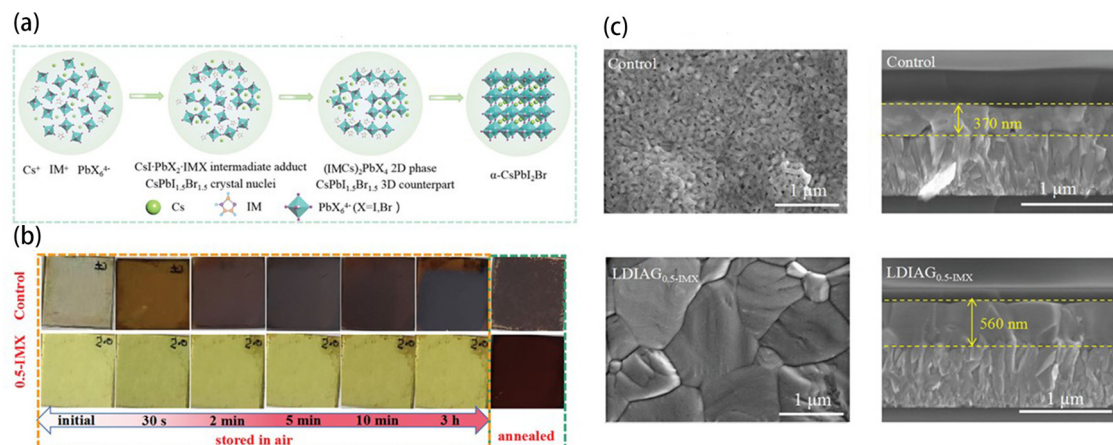 (a)
Cs⁺ IM⁺ PbX₆⁴⁻
CsI·PbX₂·IMX intermediate adduct
CsPbI₁.₅Br₁.₅ crystal nuclei
(IMCs)₂PbX₄ 2D phase
CsPbI₁.₅Br₁.₅ 3D counterpart
α-CsPbI₂Br
Cs
IM
PbX₆⁴⁻(X=I,Br)
(b)
Control
0.5-IMX
initial
30 s
2 min
5 min
10 min
3 h
stored in air
annealed
(c)
Control
1 μm
Control
370 nm
1 μm
LDIAG₀.₅₋IMX
1 μm
LDIAG₀.₅₋IMX
560 nm
1 μm